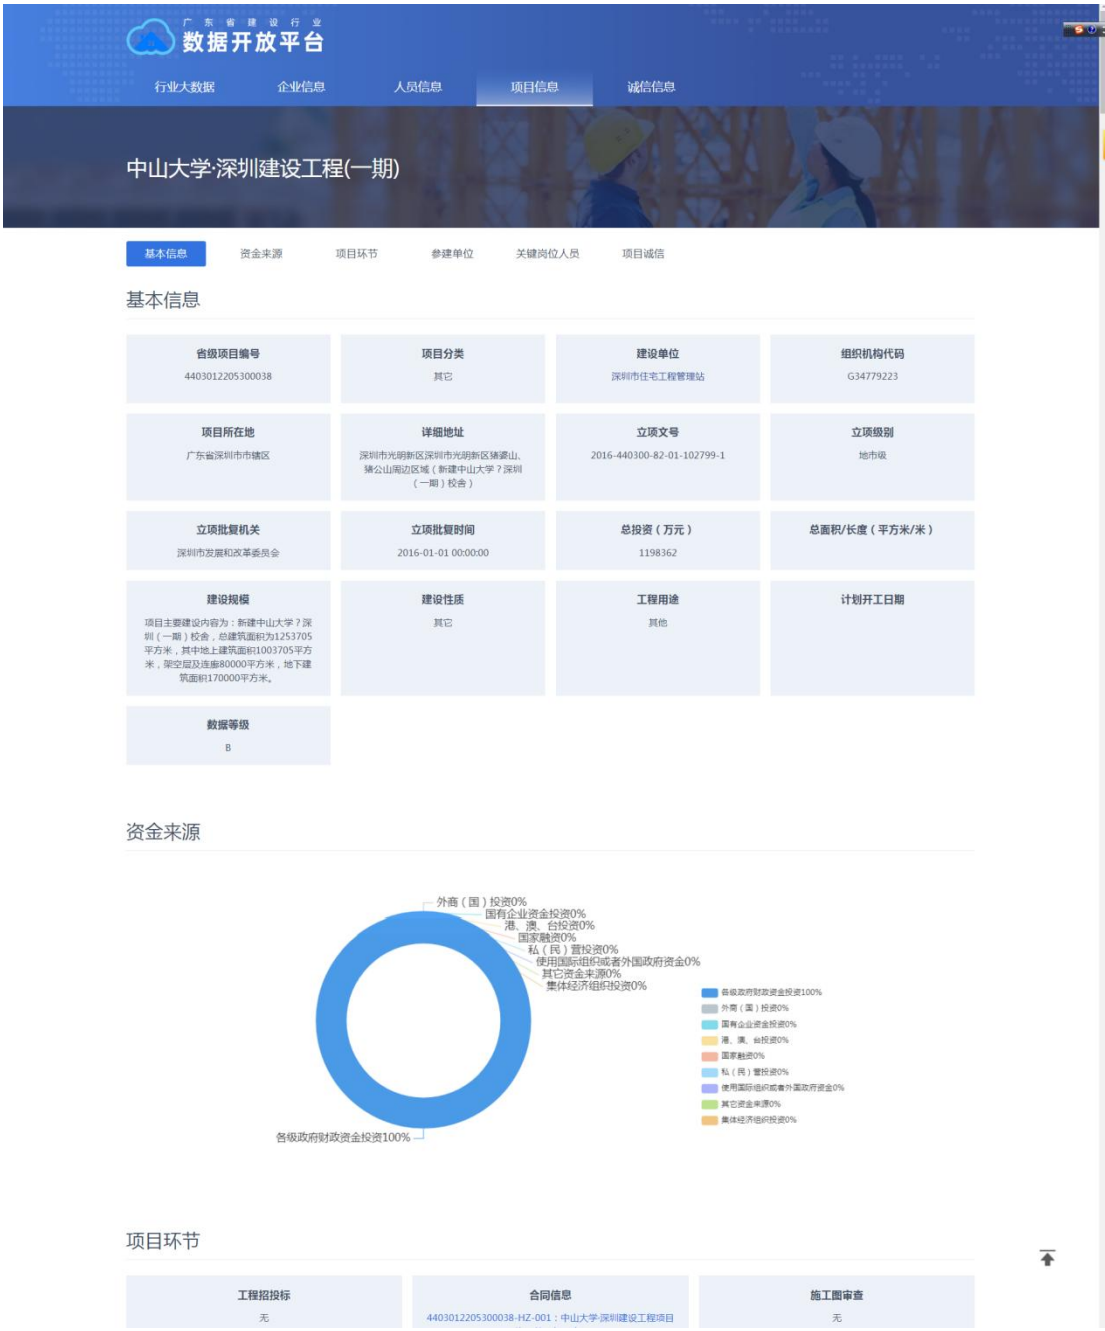 广东省建设行业
数据开放平台
行业大数据 企业信息 人员信息 项目信息 诚信信息
中山大学·深圳建设工程(一期)
基本信息 资金来源 项目环节 参建单位 关键岗位人员 项目诚信
基本信息
省级项目编号 项目分类 建设单位 组织机构代码
4403012205300038 其它 深圳市住宅工程管理站 G34779223
项目所在地 详细地址 立项文号 立项级别
广东省深圳市市辖区 深圳市光明新区深圳市光明新区猪婆山、 2016-440300-82-01-102799-1 地市级
猪公山周边区域（新建中山大学？深圳
（一期）校舍）
立项批复机关 立项批复时间 总投资（万元） 总面积/长度（平方米/米）
深圳市发展和改革委员会 2016-01-01 00:00:00 1198362
建设规模 建设性质 工程用途 计划开工日期
项目主要建设内容为：新建中山大学？深 其它 其他
圳（一期）校舍，总建筑面积为1253705
平方米，其中地上建筑面积1003705平方
米，架空层及连廊80000平方米，地下建
筑面积170000平方米。
数据等级
B
资金来源
外商（国）投资0%
国有企业资金投资0%
港、澳、台投资0%
国家融资0%
私（民）营投资0%
使用国际组织或者外国政府资金0%
其它资金来源0%
集体经济组织投资0%
各级政府财政资金投资100%
外商（国）投资0%
国有企业资金投资0%
港、澳、台投资0%
国家融资0%
私（民）营投资0%
使用国际组织或者外国政府资金0%
其它资金来源0%
集体经济组织投资0%
各级政府财政资金投资100%
项目环节
工程招投标 合同信息 施工图审查
无 4403012205300038-HZ-001：中山大学·深圳建设工程项目 无